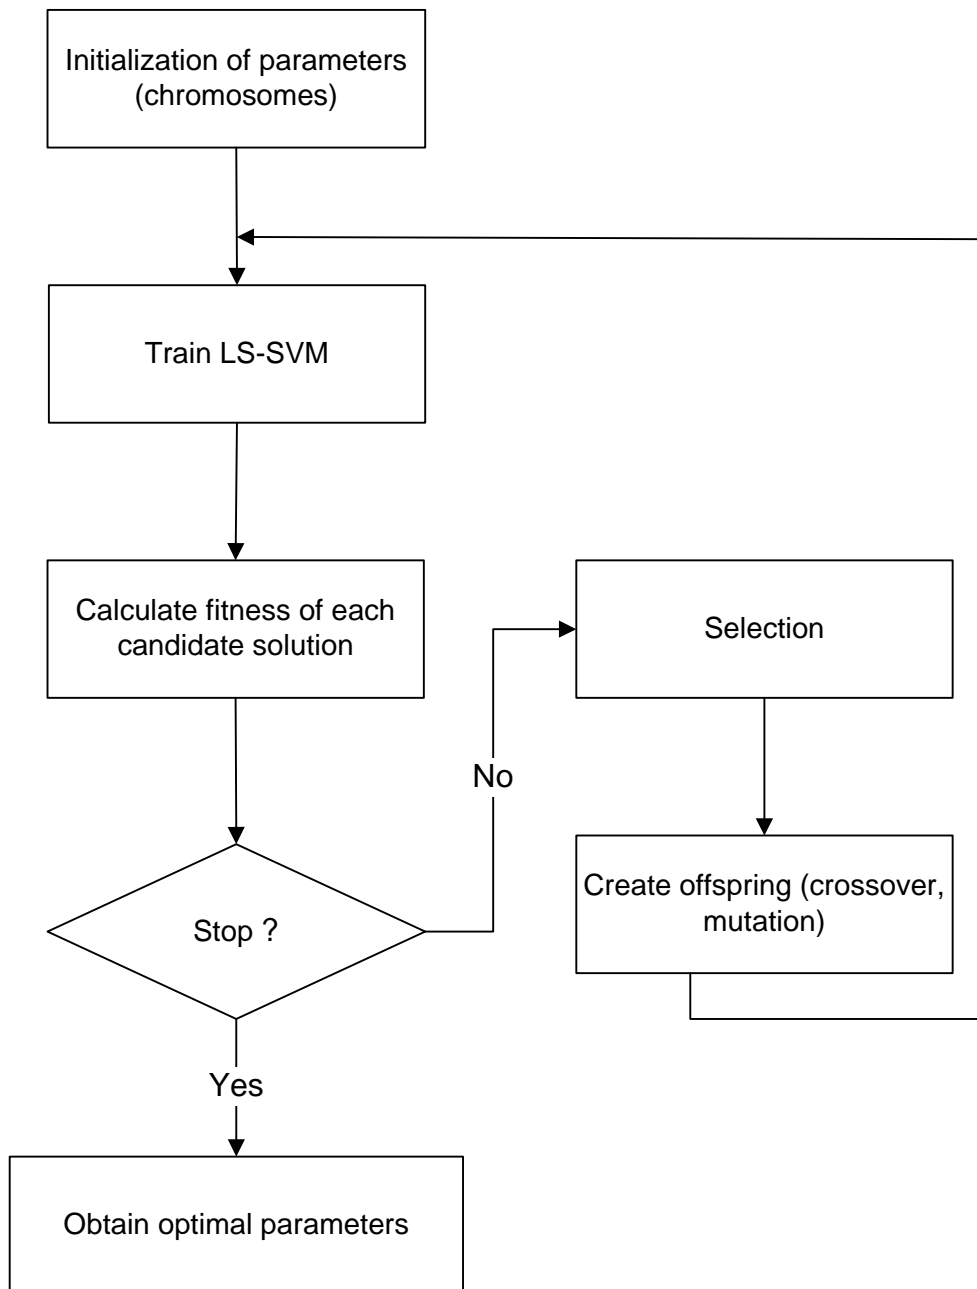 Initialization of parameters
(chromosomes)
Train LS-SVM
Calculate fitness of each
candidate solution
Selection
No
Create offspring (crossover,
mutation)
Stop ?
Yes
Obtain optimal parameters